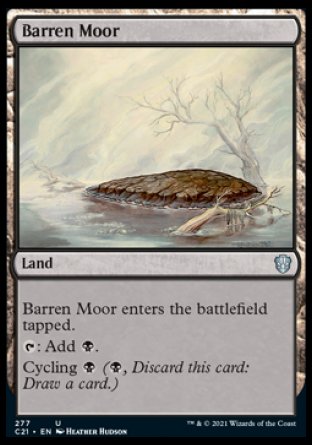 Barren Moor
Land
Barren Moor enters the battlefield
tapped.
: Add .
Cycling (, Discard this card:
Draw a card.)
277 U
C21 • EN Heather Hudson
™ & © 2021 Wizards of the Coast